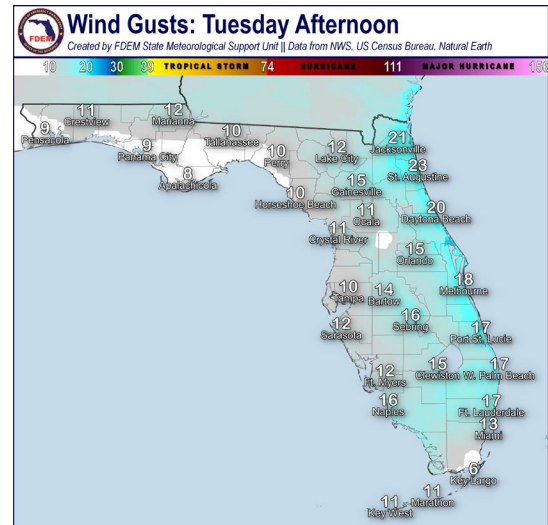 FDEM
Wind Gusts: Tuesday Afternoon
Created by FDEM State Meteorological Support Unit || Data from NWS, US Census Bureau, Natural Earth
10 20 30 39 TROPICAL STORM 74 HURRICANE 111 MAJOR HURRICANE 158
11
Crestview
12
Marianna
9
Pensacola
9
Panama City
10
Tallahassee
8
Apalachicola
10
Perry
12
Lake City
21
Jacksonville
23
St. Augustine
15
Gainesville
10
Horseshoe Beach
11
Ocala
20
Daytona Beach
11
Crystal River
15
Orlando
18
Melbourne
10
Tampa
14
Bartow
16
Sebring
12
Sarasota
17
Port St. Lucie
15
Clewiston
17
W. Palm Beach
12
Ft. Myers
16
Naples
17
Ft. Lauderdale
13
Miami
6
Key Largo
11
Marathon
11
Key West